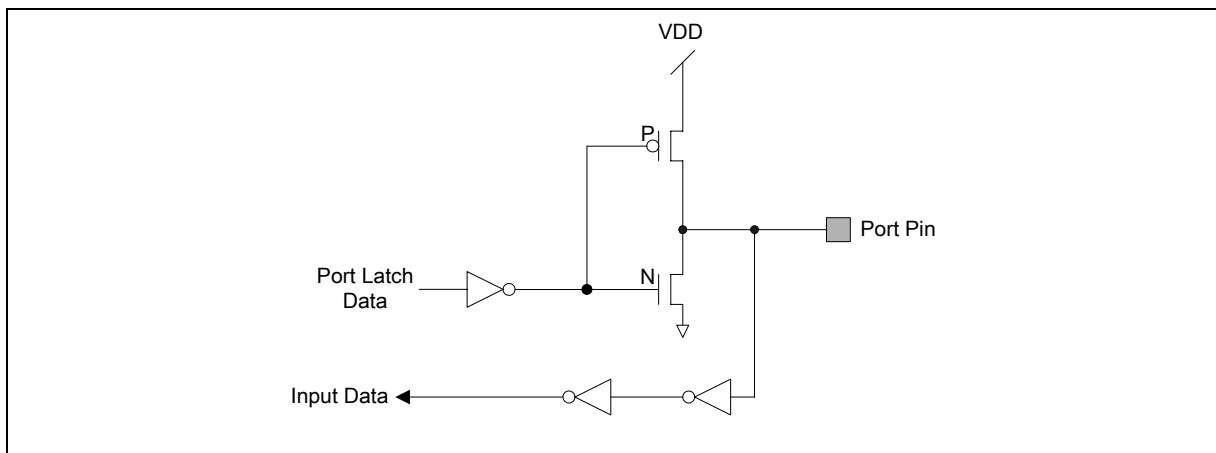 VDD
P
Port Pin
N
Port Latch
Data
Input Data